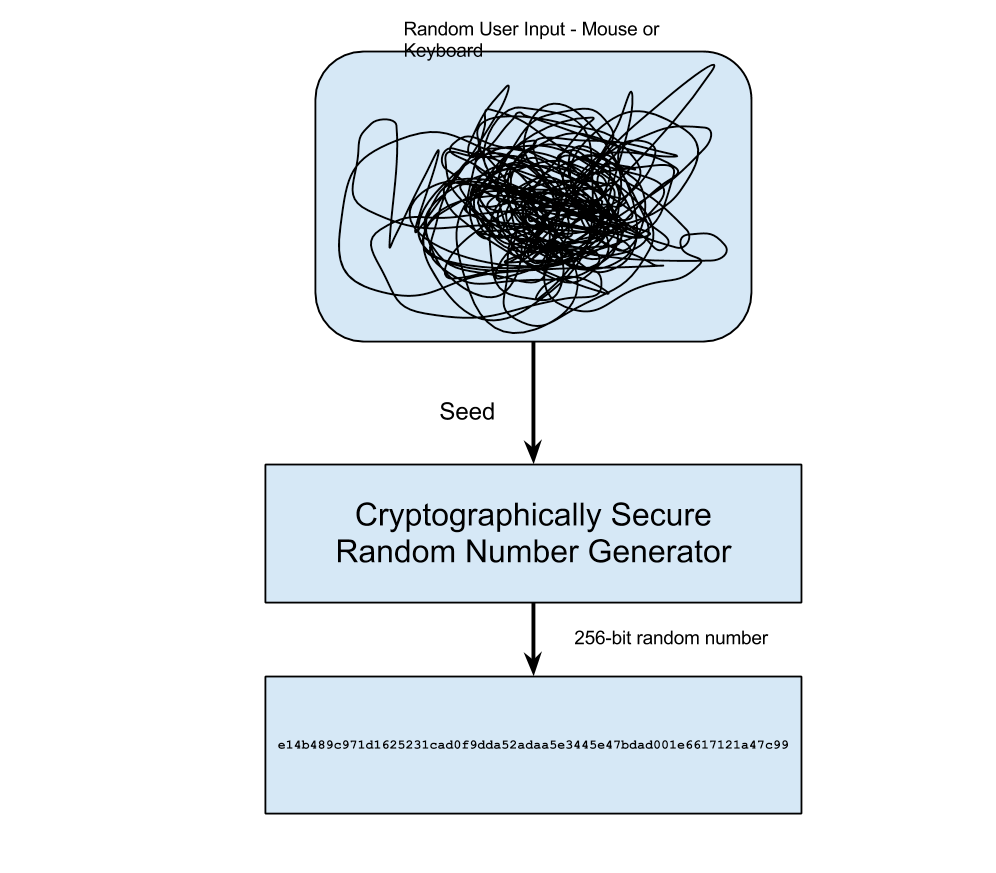 Random User Input - Mouse or
Keyboard
Seed
Cryptographically Secure
Random Number Generator
256-bit random number
e14b489c971d1625231cad0f9dda52adaa5e3445e47bdad001e6617121a47c99